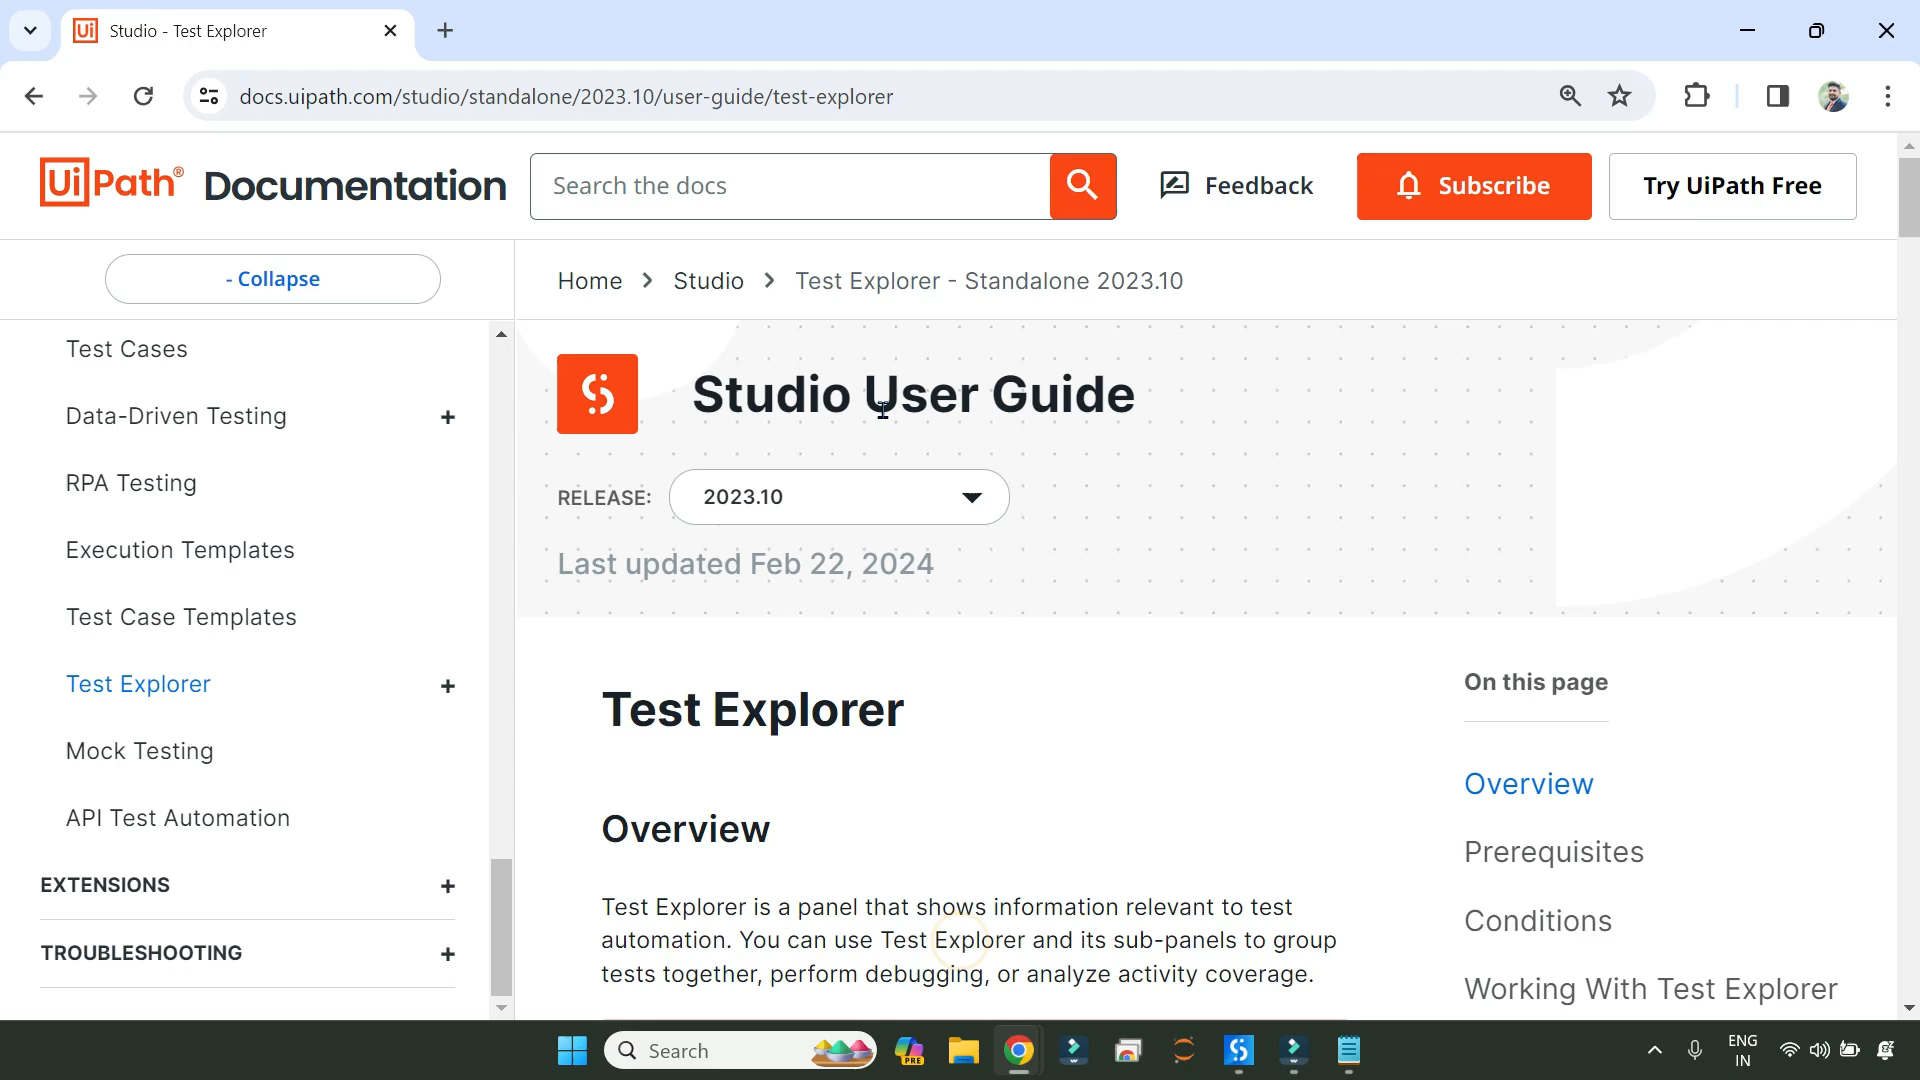 Studio - Test Explorer
docs.uipath.com/studio/standalone/2023.10/user-guide/test-explorer
UiPath® Documentation
Search the docs
Feedback
Subscribe
Try UiPath Free
- Collapse
Home > Studio > Test Explorer - Standalone 2023.10
Test Cases
Data-Driven Testing +
RPA Testing
Execution Templates
Test Case Templates
Test Explorer +
Mock Testing
API Test Automation
EXTENSIONS +
TROUBLESHOOTING +
Studio User Guide
RELEASE: 2023.10
Last updated Feb 22, 2024
Test Explorer
Overview
Test Explorer is a panel that shows information relevant to test
automation. You can use Test Explorer and its sub-panels to group
tests together, perform debugging, or analyze activity coverage.
On this page
Overview
Prerequisites
Conditions
Working With Test Explorer
Search
PRE
ENG
IN